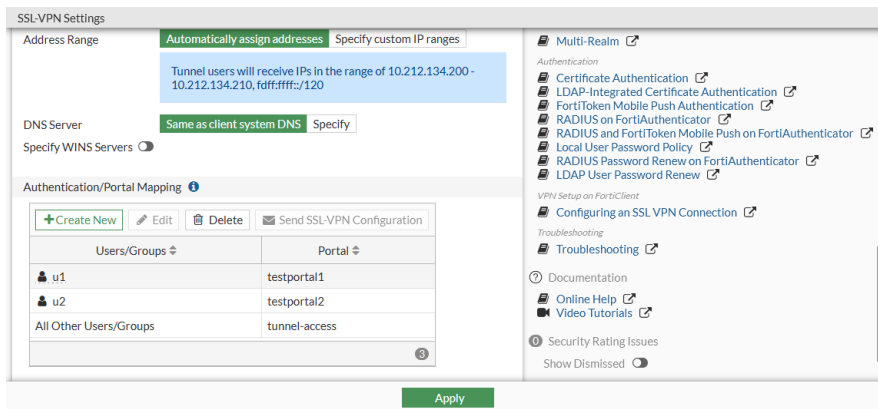 SSL-VPN Settings
Address Range
Automatically assign addresses
Specify custom IP ranges
Tunnel users will receive IPs in the range of 10.212.134.200 -
10.212.134.210, fdff:ffff::/120
DNS Server
Same as client system DNS
Specify
Specify WINS Servers
Authentication/Portal Mapping
Create New
Edit
Delete
Send SSL-VPN Configuration
Users/Groups
Portal
u1
testportal1
u2
testportal2
All Other Users/Groups
tunnel-access
3
Multi-Realm
Authentication
Certificate Authentication
LDAP-Integrated Certificate Authentication
FortiToken Mobile Push Authentication
RADIUS on FortiAuthenticator
RADIUS and FortiToken Mobile Push on FortiAuthenticator
Local User Password Policy
RADIUS Password Renew on FortiAuthenticator
LDAP User Password Renew
VPN Setup on FortiClient
Configuring an SSL VPN Connection
Troubleshooting
Troubleshooting
Documentation
Online Help
Video Tutorials
0 Security Rating Issues
Show Dismissed
Apply